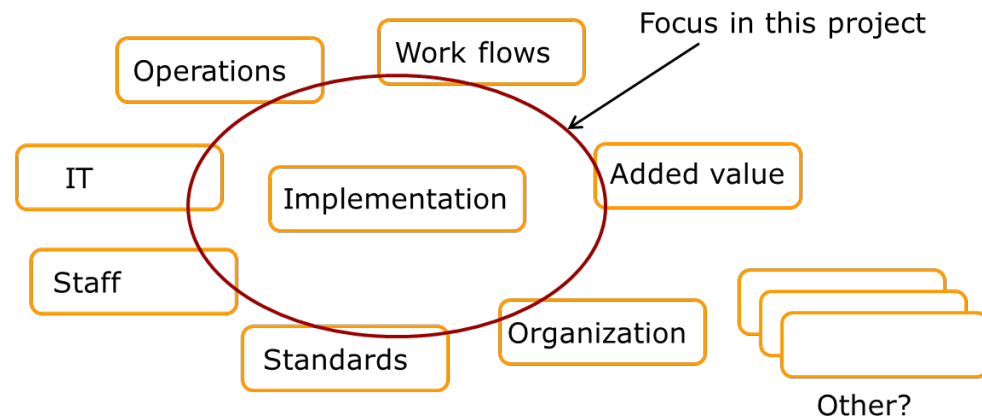 Focus in this project
Work flows
Operations
Added value
IT
Implementation
Staff
Organization
Standards
Other?